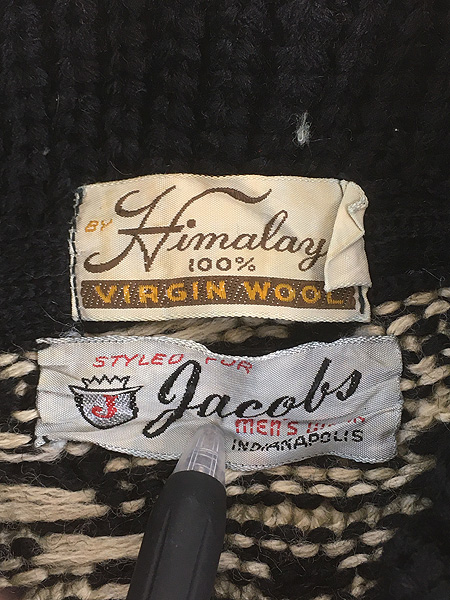 BY Himalay
100%
VIRGIN WOOL
STYLED FOR
J Jacobs
MEN'S
INDIANAPOLIS